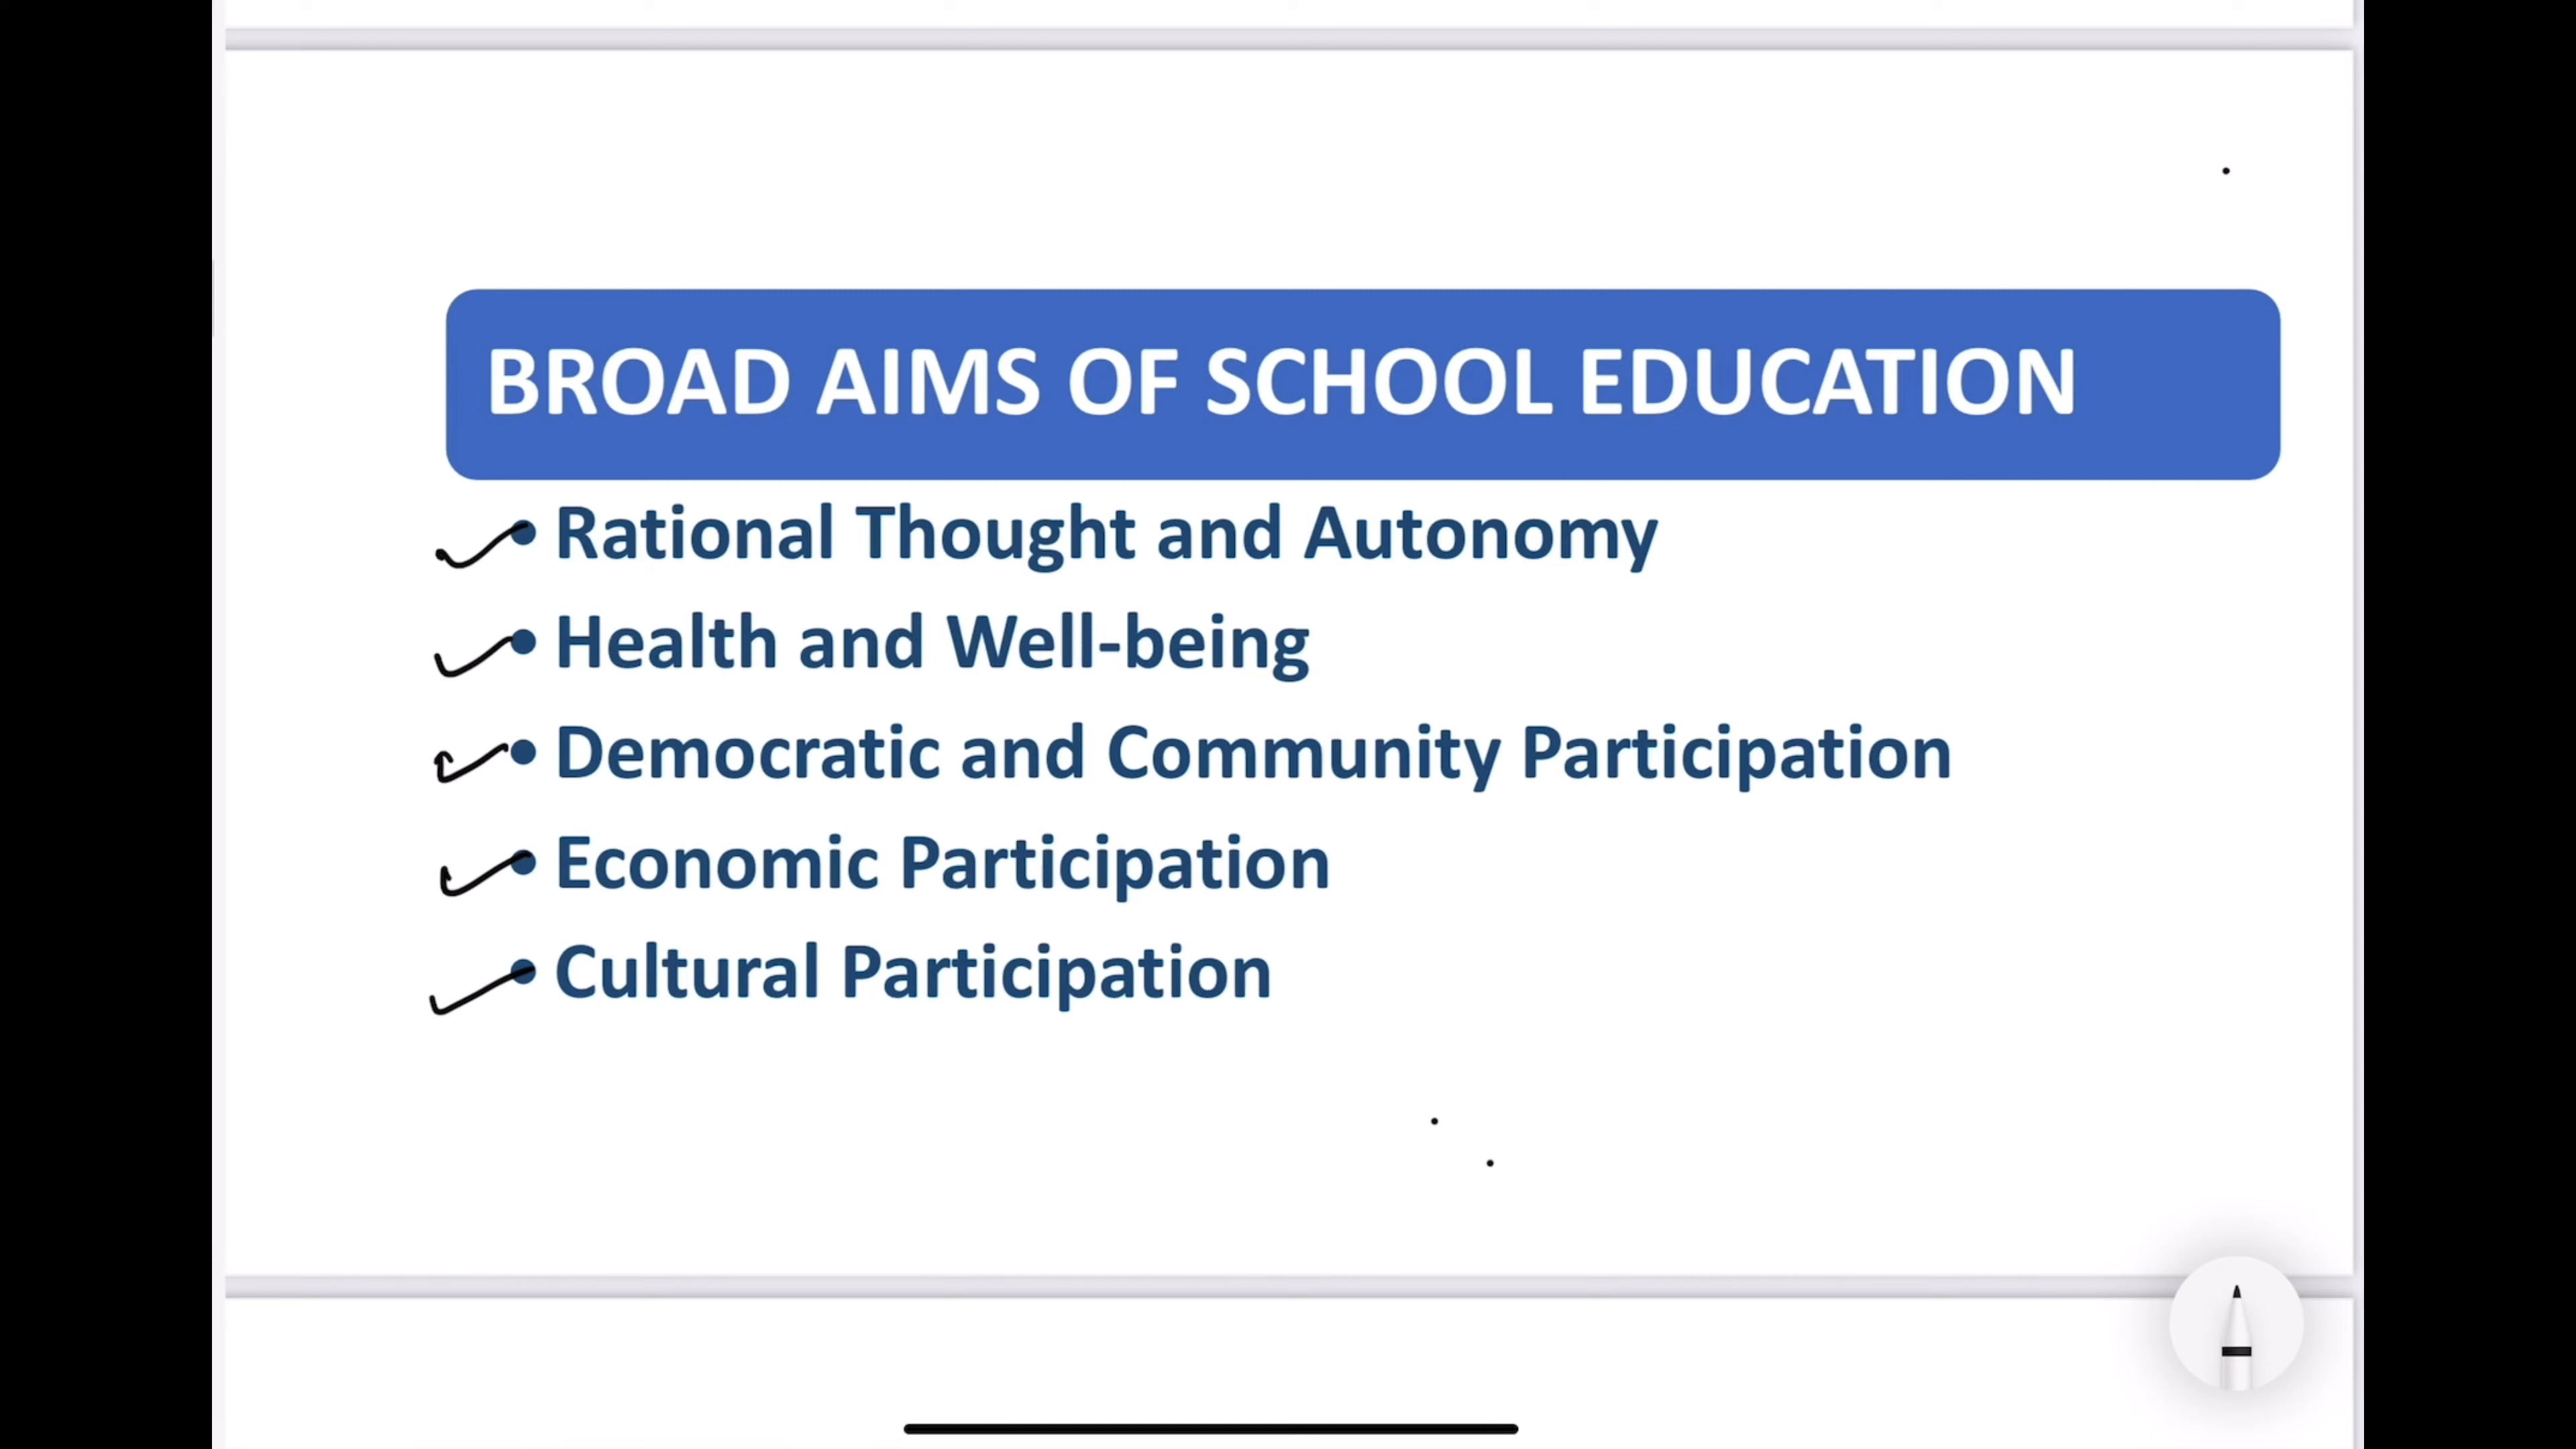 BROAD AIMS OF SCHOOL EDUCATION
• Rational Thought and Autonomy
• Health and Well-being
• Democratic and Community Participation
• Economic Participation
• Cultural Participation